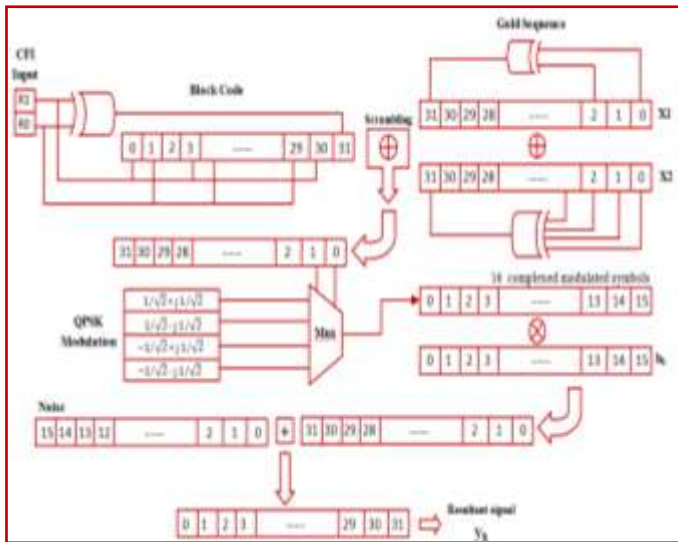 Gold Sequence
CFI
Input
R1
R0
Block Code
0 1 2 3 ...... 29 30 31
Scrambling
31 30 29 28 ...... 2 1 0 X1
31 30 29 28 ...... 2 1 0 X2
31 30 29 28 ...... 2 1 0
16 complexed modulated symbols
0 1 2 3 ...... 13 14 15
QPSK
Modulation
1/√2+j1/√2
1/√2-j1/√2
-1/√2+j1/√2
-1/√2-j1/√2
Mux
0 1 2 3 ...... 13 14 15
Noise
15 14 13 12 ...... 2 1 0 + 31 30 29 28 ...... 2 1 0
0 1 2 3 ...... 29 30 31
Resultant signal
yk